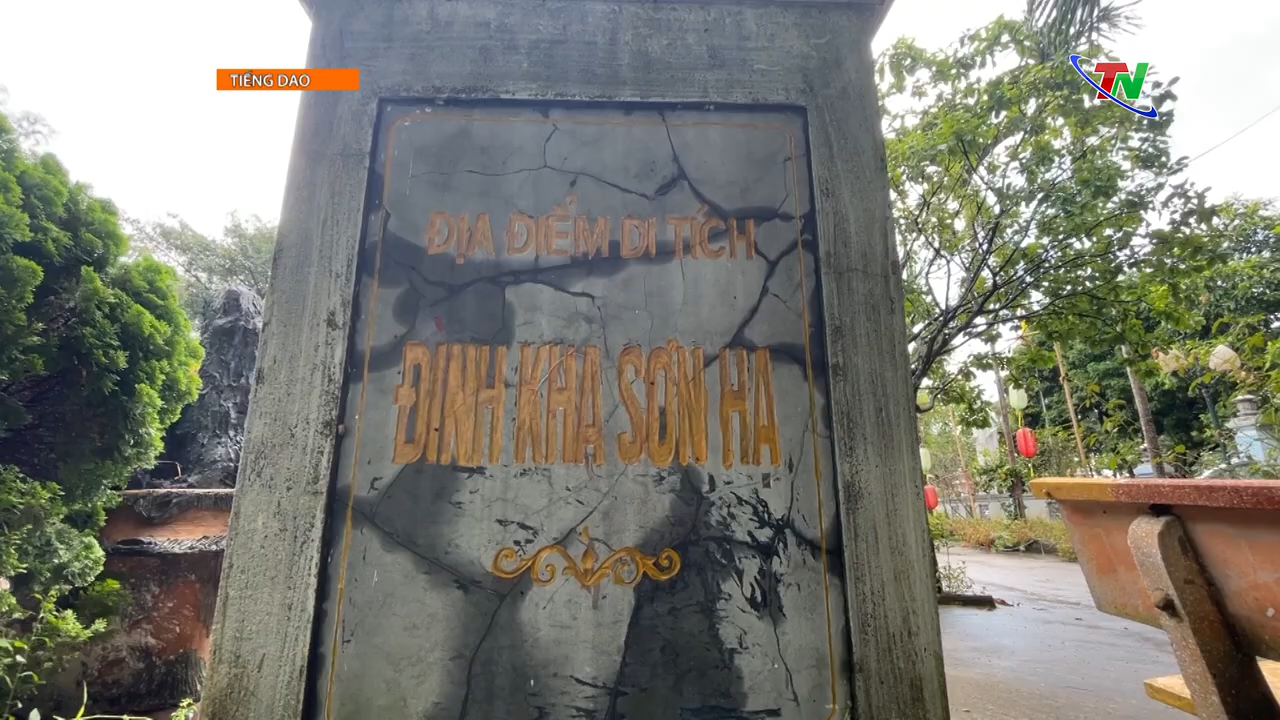 TIẾNG DAO
TN
ĐỊA ĐIỂM DI TÍCH
ĐÌNH KHA SƠN HẠ